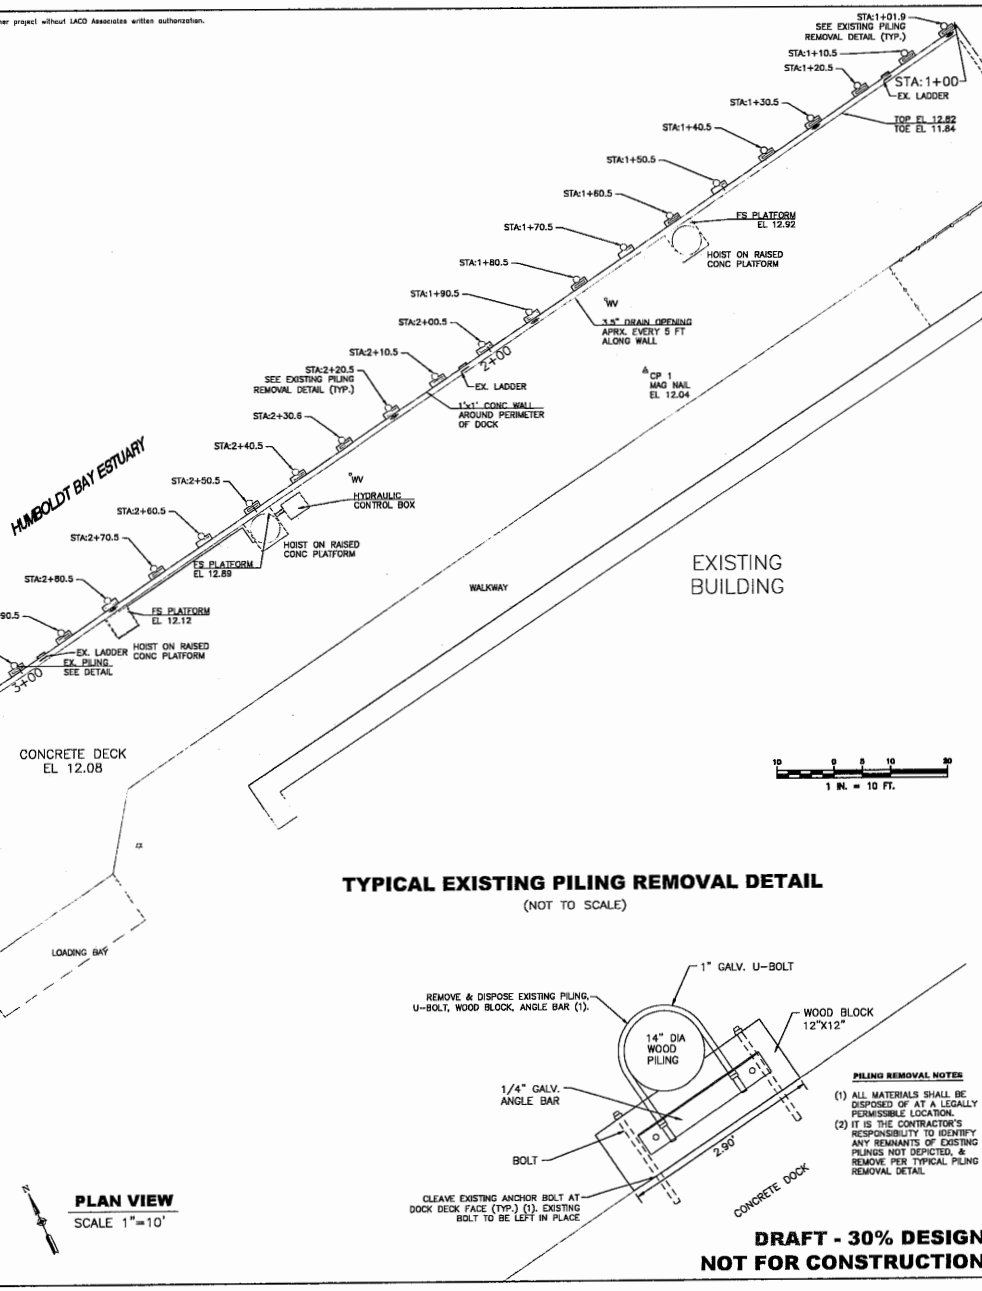 her project without LACO Associates written authorization.
STA:1+01.9
SEE EXISTING PILING
REMOVAL DETAIL (TYP.)
STA:1+10.5
STA:1+20.5
STA:1+00
EX. LADDER
STA:1+30.5
TOP EL 12.82
TOE EL 11.84
STA:1+40.5
STA:1+50.5
STA:1+60.5
FS PLATFORM
EL 12.92
STA:1+70.5
HOIST ON RAISED
CONC PLATFORM
STA:1+80.5
STA:1+90.5
WV
3.5" DRAIN OPENING
APRX. EVERY 5 FT
ALONG WALL
STA:2+00.5
2+00
STA:2+10.5
STA:2+20.5
SEE EXISTING PILING
REMOVAL DETAIL (TYP.)
EX. LADDER
CP 1
MAG NAIL
EL 12.04
1'x1' CONC WALL
AROUND PERIMETER
OF DOCK
STA:2+30.6
STA:2+40.5
HUMBOLDT BAY ESTUARY
STA:2+50.5
WV
HYDRAULIC
CONTROL BOX
STA:2+60.5
STA:2+70.5
HOIST ON RAISED
CONC PLATFORM
FS PLATFORM
EL 12.89
STA:2+80.5
EXISTING
BUILDING
WALKWAY
90.5
FS PLATFORM
EL 12.12
HOIST ON RAISED
CONC PLATFORM
EX. LADDER
EX. PILING
SEE DETAIL
3+00
CONCRETE DECK
EL 12.08
10 0 5 10 20
1 IN. = 10 FT.
TYPICAL EXISTING PILING REMOVAL DETAIL
(NOT TO SCALE)
LOADING BAY
1" GALV. U-BOLT
REMOVE & DISPOSE EXISTING PILING,
U-BOLT, WOOD BLOCK, ANGLE BAR (1).
WOOD BLOCK
12"X12"
14" DIA
WOOD
PILING
1/4" GALV.
ANGLE BAR
BOLT
2.90'
CONCRETE DOCK
CLEAVE EXISTING ANCHOR BOLT AT
DOCK DECK FACE (TYP.) (1). EXISTING
BOLT TO BE LEFT IN PLACE
PILING REMOVAL NOTES
(1) ALL MATERIALS SHALL BE
DISPOSED OF AT A LEGALLY
PERMISSIBLE LOCATION.
(2) IT IS THE CONTRACTOR'S
RESPONSIBILITY TO IDENTIFY
ANY REMNANTS OF EXISTING
PILINGS NOT DEPICTED, &
REMOVE PER TYPICAL PILING
REMOVAL DETAIL
N
PLAN VIEW
SCALE 1"=10'
DRAFT - 30% DESIGN
NOT FOR CONSTRUCTION